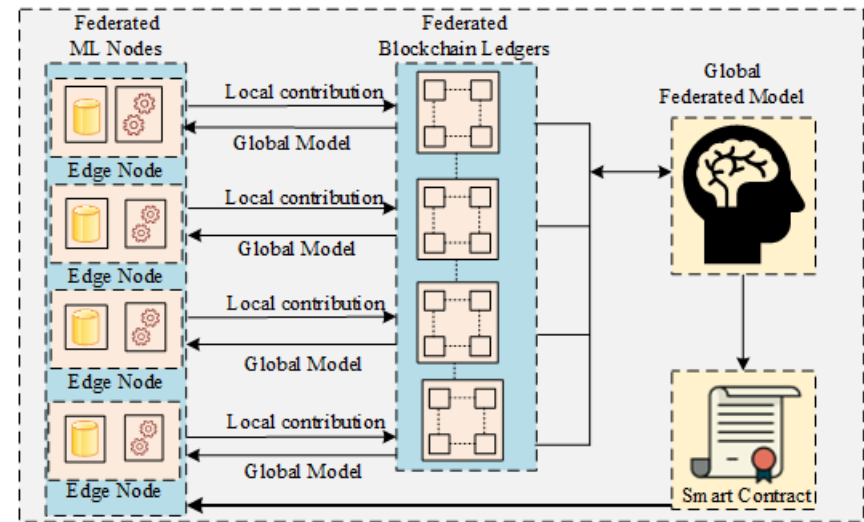 Federated
ML Nodes
Federated
Blockchain Ledgers
Global
Federated Model
Local contribution
Global Model
Edge Node
Local contribution
Global Model
Edge Node
Local contribution
Global Model
Edge Node
Local contribution
Global Model
Edge Node
Smart Contract